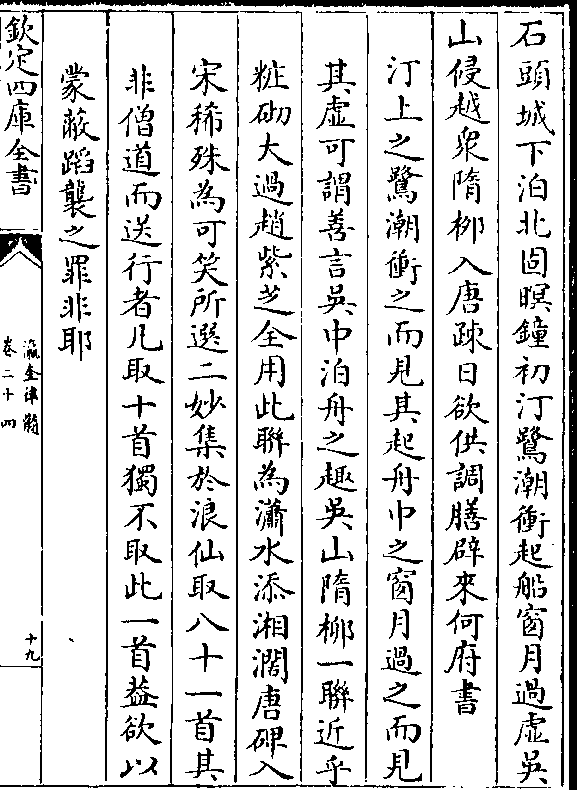 石頭城下泊北固暝鐘初汀鷺潮衝起船窗月過虛吳
山侵越衆隋栁入唐疎日欲供調膳辟來何府書
汀上之鷺潮衝之而見其起舟中之窗月過之而見
其虛可謂善言吳中泊舟之趣吳山隋栁一聯近乎
粧砌大過趙紫芝全用此聯為瀟水添湘濶唐碑入
宋稀殊為可笑所選二妙集於浪仙取八十一首其
非僧道而送行者凡取十首獨不取此一首葢欲以
蒙蔽蹈襲之罪非耶
欽定四庫全書
瀛奎律髓
卷二十四
十九